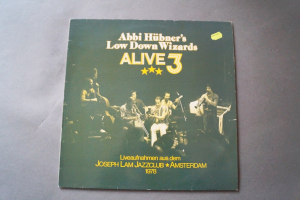 Abbi Hübner's
Low Down Wizards
ALIVE 3
Liveaufnahmen aus dem
JOSEPH LAM JAZZCLUB ★ AMSTERDAM
1978